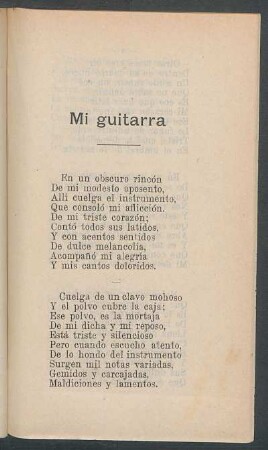 Mi guitarra
En un obscuro rincón
De mi modesto aposento,
Allí cuelga el instrumento,
Que consoló mi aflicción.
De mi triste corazón;
Cantó todos sus latidos,
Y con acentos sentidos
De dulce melancolía,
Acompañó mi alegría
Y mis cantos doloridos.
Cuelga de un clavo mohoso
Y el polvo cubre la caja;
Ese polvo, es la mortaja
De mi dicha y mi reposo,
Está triste y silencioso
Pero cuando escucho atento,
De lo hondo del instrumento
Surgen mil notas variadas,
Gemidos y carcajadas,
Maldiciones y lamentos.